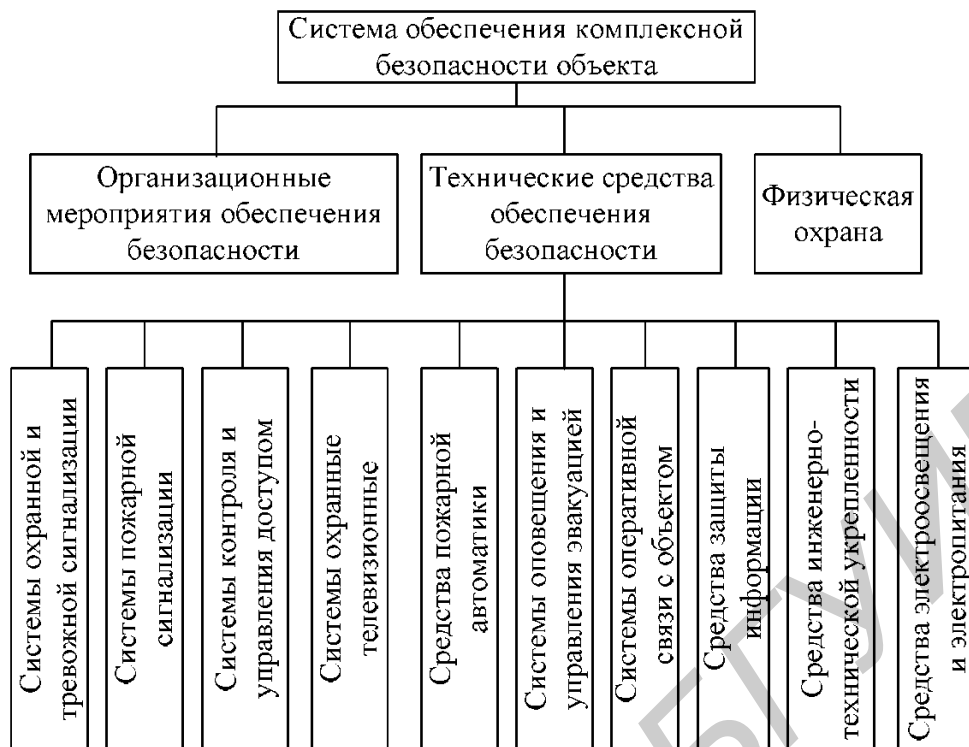 Система обеспечения комплексной
безопасности объекта
Организационные
мероприятия обеспечения
безопасности
Технические средства
обеспечения
безопасности
Физическая
охрана
Системы охранной и
тревожной сигнализации
Системы пожарной
сигнализации
Системы контроля и
управления доступом
Системы охранные
телевизионные
Средства пожарной
автоматики
Системы оповещения и
управления эвакуацией
Системы оперативной
связи с объектом
Средства защиты
информации
Средства инженерно-
технической укрепленности
Средства электроосвещения
и электропитания